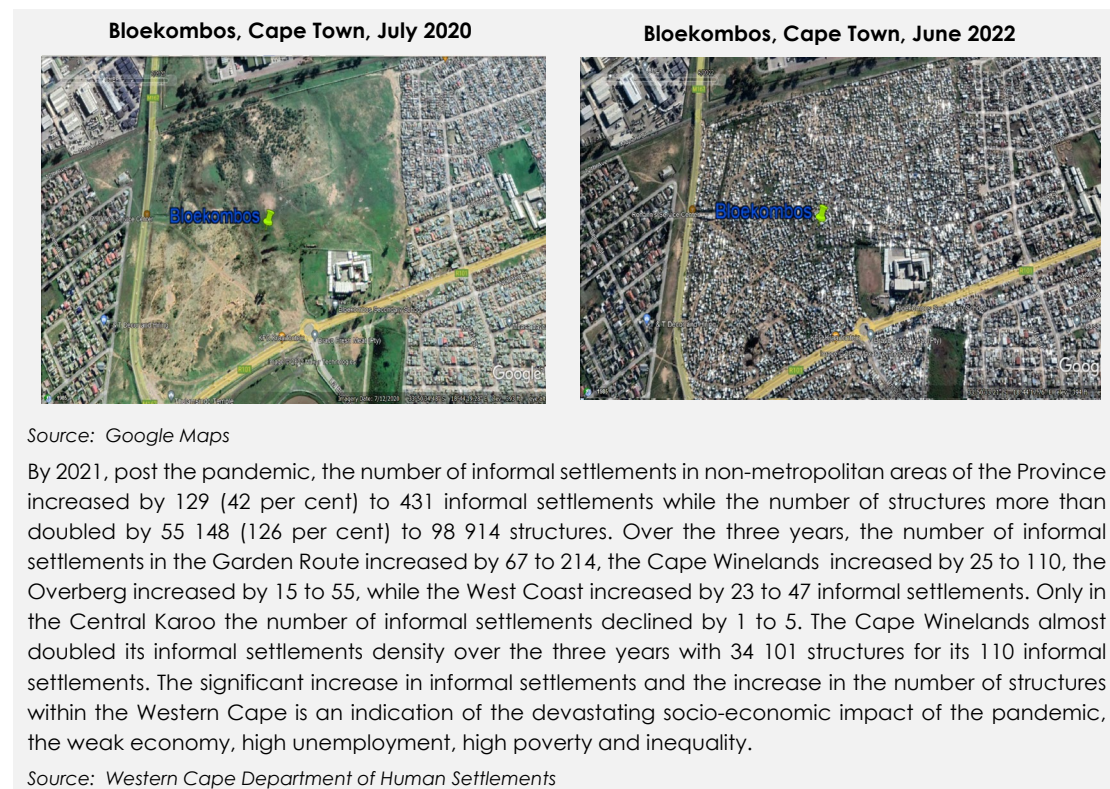 Bloekombos, Cape Town, July 2020
Bloekombos, Cape Town, June 2022
Bloekombos
Google
Bloekombos
Goog
Source: Google Maps
By 2021, post the pandemic, the number of informal settlements in non-metropolitan areas of the Province
increased by 129 (42 per cent) to 431 informal settlements while the number of structures more than
doubled by 55 148 (126 per cent) to 98 914 structures. Over the three years, the number of informal
settlements in the Garden Route increased by 67 to 214, the Cape Winelands increased by 25 to 110, the
Overberg increased by 15 to 55, while the West Coast increased by 23 to 47 informal settlements. Only in
the Central Karoo the number of informal settlements declined by 1 to 5. The Cape Winelands almost
doubled its informal settlements density over the three years with 34 101 structures for its 110 informal
settlements. The significant increase in informal settlements and the increase in the number of structures
within the Western Cape is an indication of the devastating socio-economic impact of the pandemic,
the weak economy, high unemployment, high poverty and inequality.
Source: Western Cape Department of Human Settlements